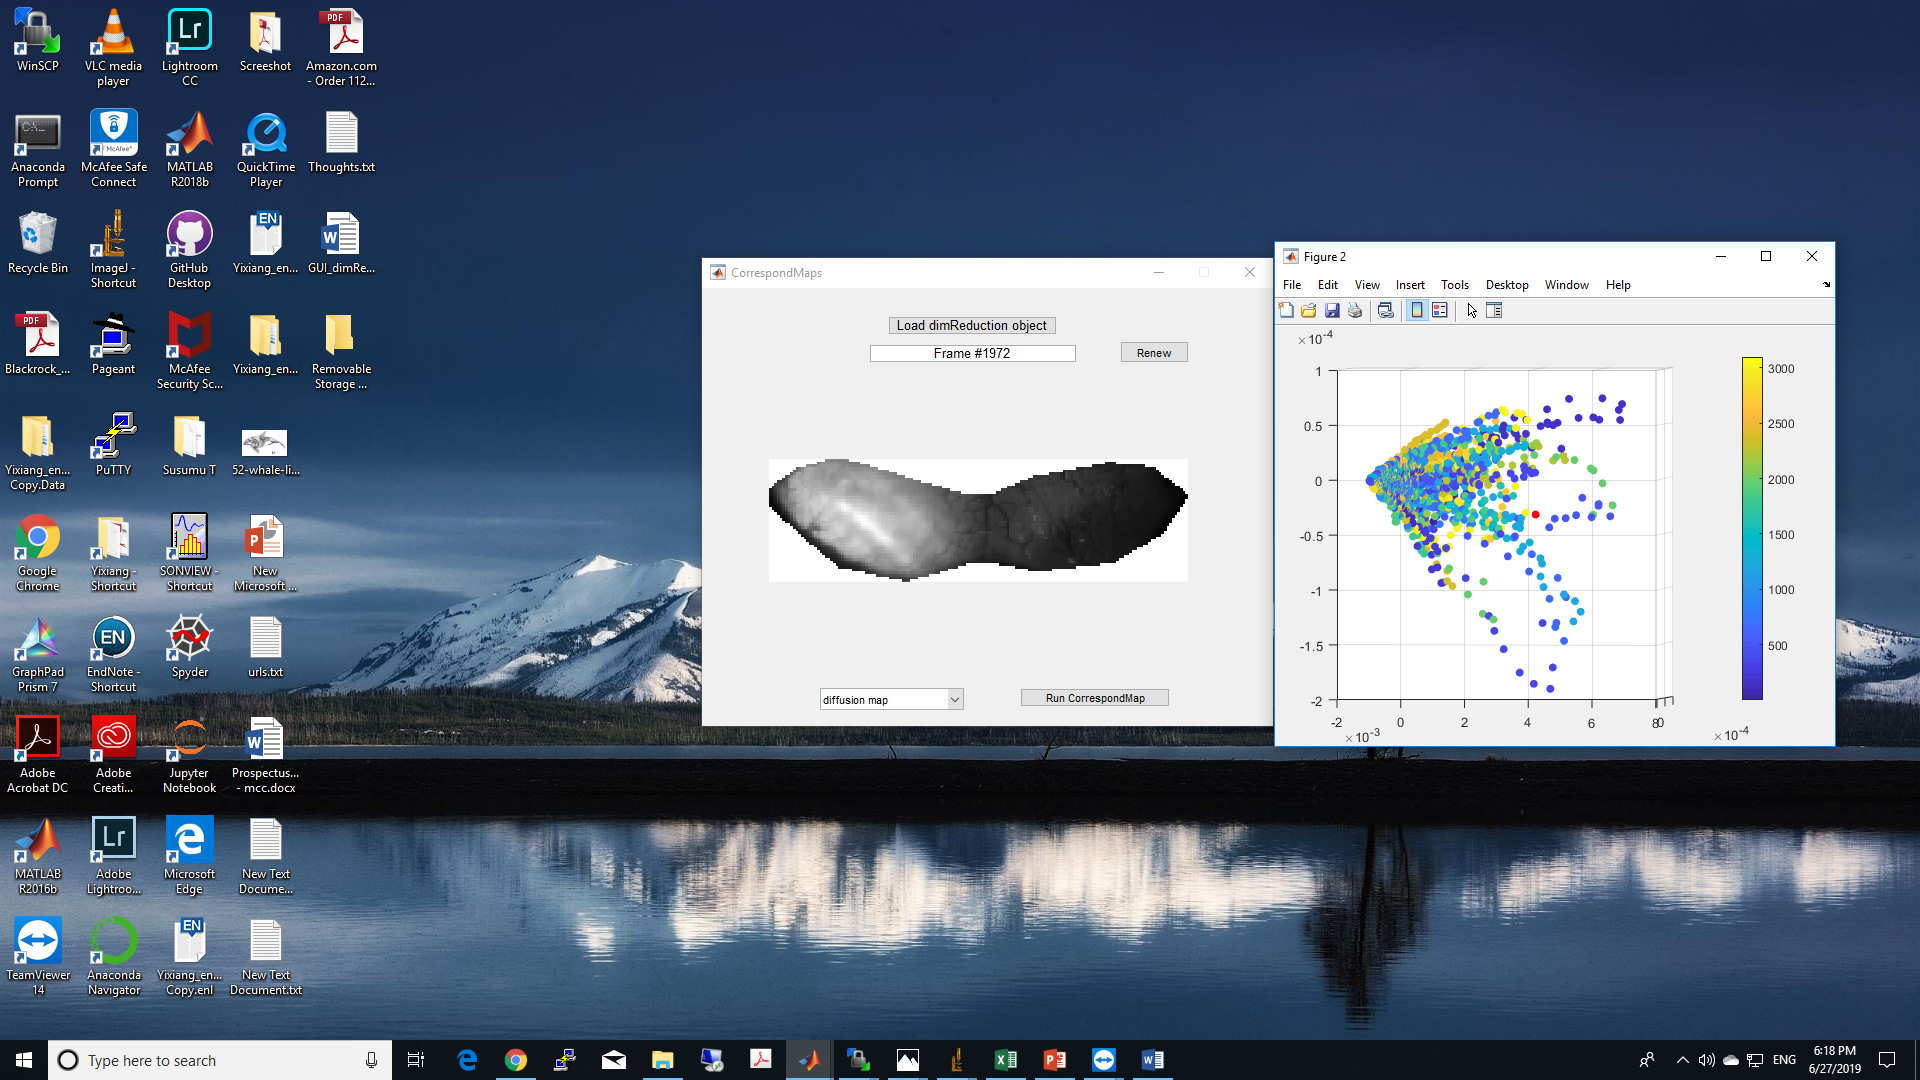 WinSCP
VLC media
player
Lightroom
CC
Screeshot
Amazon.com
- Order 112...
Anaconda
Prompt
McAfee Safe
Connect
MATLAB
R2018b
QuickTime
Player
Thoughts.txt
Recycle Bin
ImageJ -
Shortcut
GitHub
Desktop
Yixiang_en...
GUI_dimRe...
Blackrock_...
Pageant
McAfee
Security Sc...
Yixiang_en...
Removable
Storage ...
Yixiang_en...
Copy.Data
PuTTY
Susumu T
52-whale-li...
Google
Chrome
Yixiang -
Shortcut
SONVIEW -
Shortcut
New
Microsoft ...
GraphPad
Prism 7
EndNote -
Shortcut
Spyder
urls.txt
Adobe
Acrobat DC
Adobe
Creati...
Jupyter
Notebook
Prospectus...
- mcc.docx
MATLAB
R2016b
Adobe
Lightroo...
Microsoft
Edge
New Text
Docume...
TeamViewer
14
Anaconda
Navigator
Yixiang_en...
Copy.enl
New Text
Document.txt
CorrespondMaps
Load dimReduction object
Frame #1972
Renew
diffusion map
Run CorrespondMap
Figure 2
File Edit View Insert Tools Desktop Window Help
× 10-4
1
0.5
0
-0.5
-1
-1.5
-2
-2 0 2 4 6 8 0
× 10-3
× 10-4
3000
2500
2000
1500
1000
500
Type here to search
ENG
6:18 PM
6/27/2019